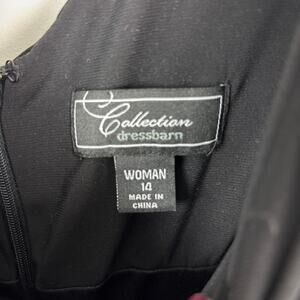 Collection
dressbarn
WOMAN
14
MADE IN
CHINA